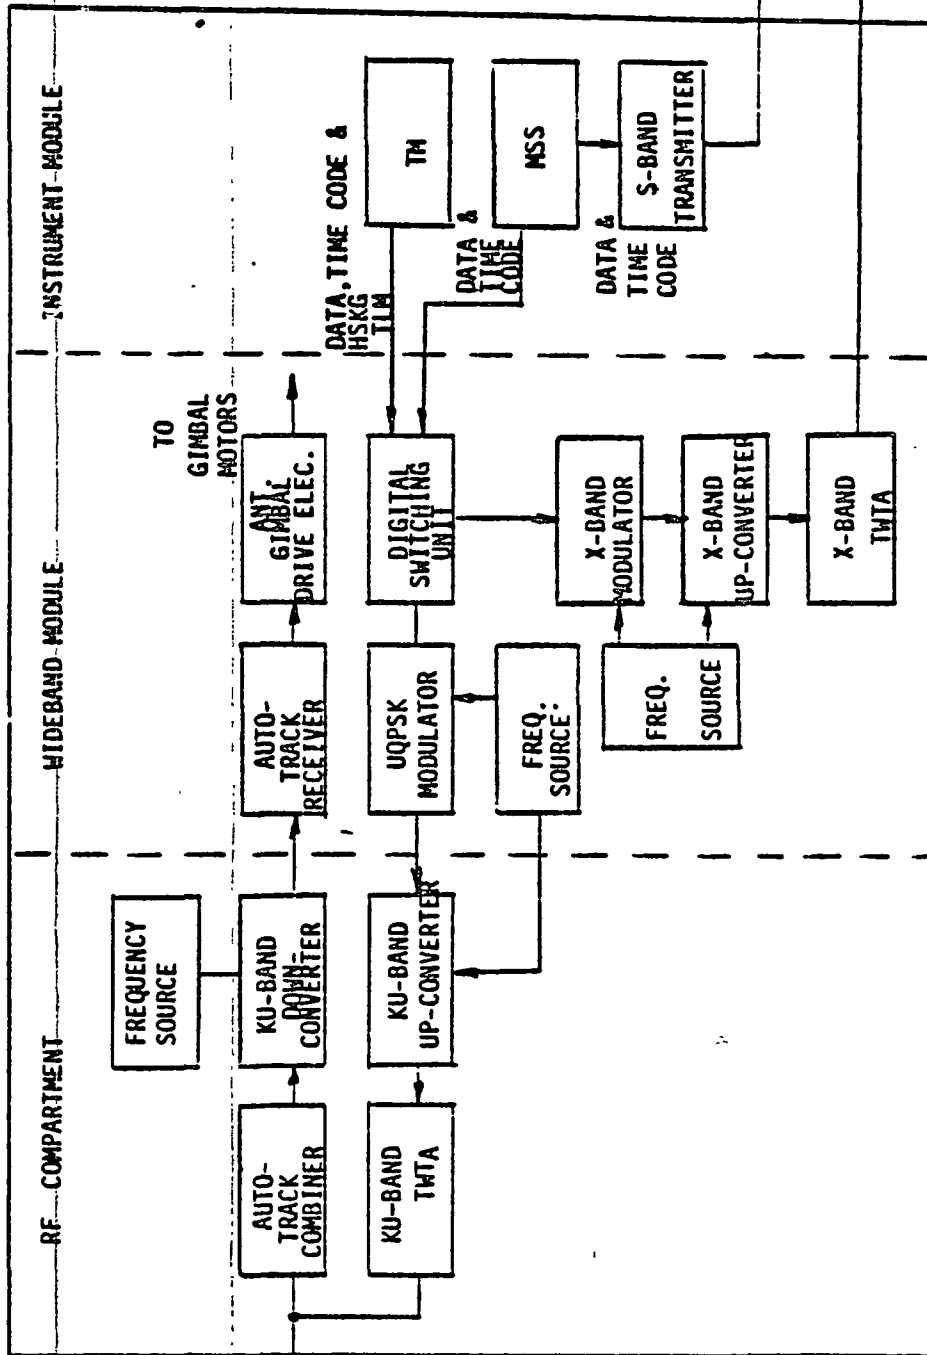 RF COMPARTMENT
WIDEBAND MODULE
INSTRUMENT MODULE
FREQUENCY
SOURCE
AUTO-
TRACK
COMBINER
KU-BAND
DOWN-
CONVERTER
AUTO-
TRACK
RECEIVER
ANT.
GIMBAL
DRIVE ELEC.
TO
GIMBAL
MOTORS
KU-BAND
TWTA
KU-BAND
UP-CONVERTER
UQPSK
MODULATOR
DIGITAL
SWITCHING
UNIT
DATA, TIME CODE &
HSKG
TLM
TM
DATA &
TIME
CODE
MSS
FREQ.
SOURCE
X-BAND
MODULATOR
DATA &
TIME
CODE
S-BAND
TRANSMITTER
FREQ.
SOURCE
X-BAND
UP-CONVERTER
X-BAND
TWTA